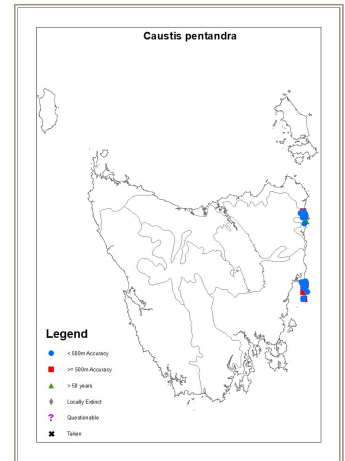 Caustis pentandra
Legend
< 500m Accuracy
>= 500m Accuracy
> 50 years
Locally Extinct
? Questionable
Taken